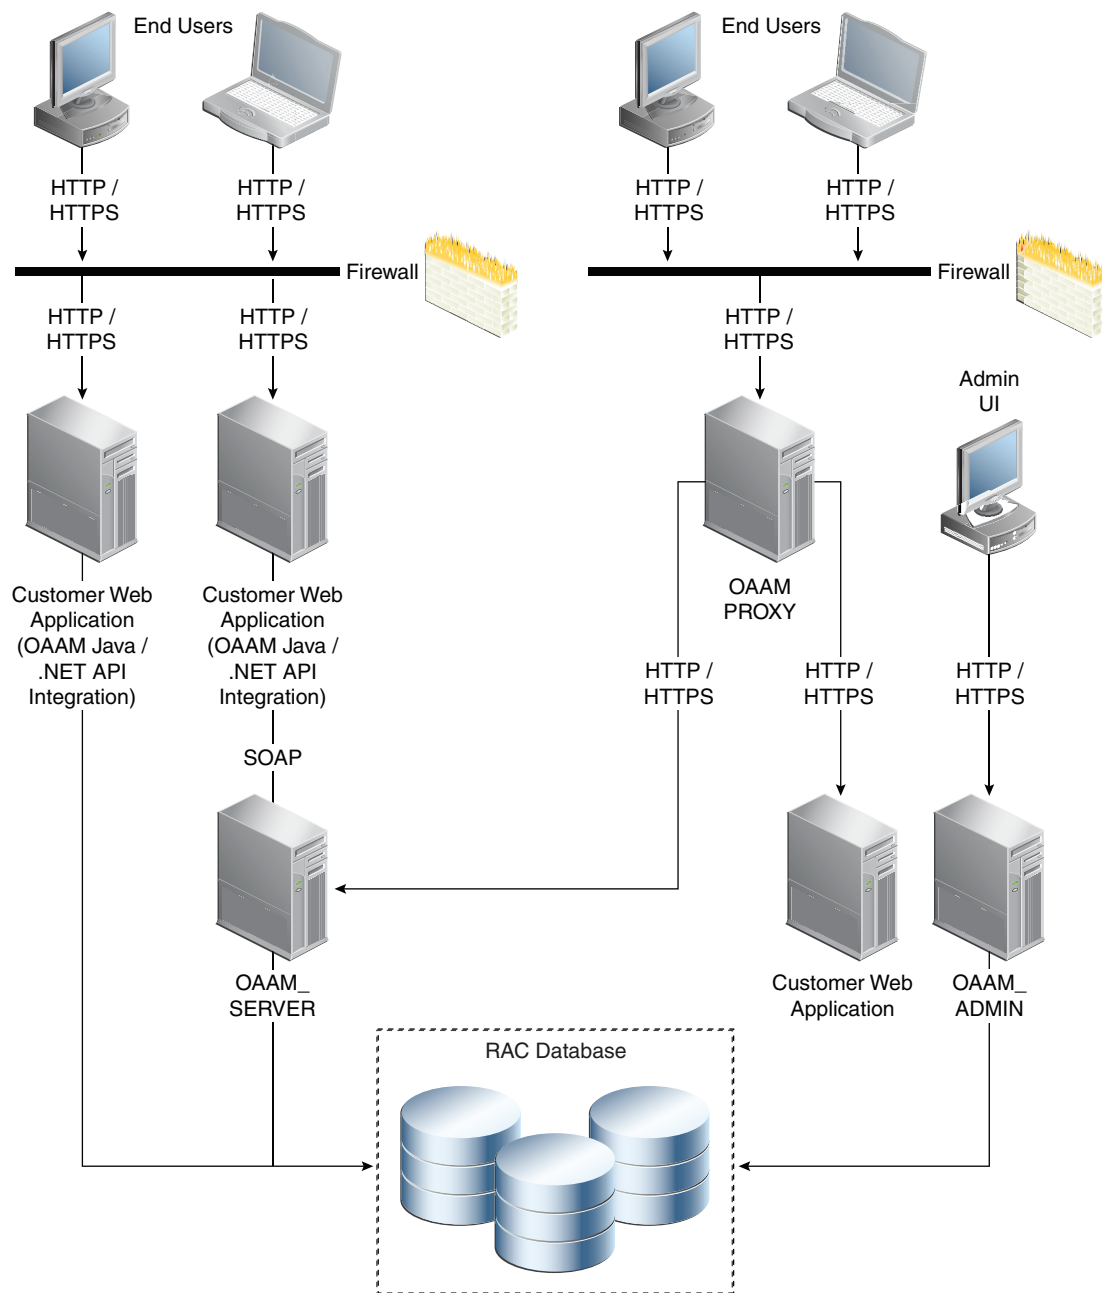 End Users
End Users
HTTP /
HTTPS
HTTP /
HTTPS
HTTP /
HTTPS
HTTP /
HTTPS
Firewall
Firewall
HTTP /
HTTPS
HTTP /
HTTPS
HTTP /
HTTPS
Admin
UI
Customer Web
Application
(OAAM Java /
.NET API
Integration)
Customer Web
Application
(OAAM Java /
.NET API
Integration)
OAAM
PROXY
HTTP /
HTTPS
HTTP /
HTTPS
HTTP /
HTTPS
SOAP
OAAM_
SERVER
Customer Web
Application
OAAM_
ADMIN
RAC Database